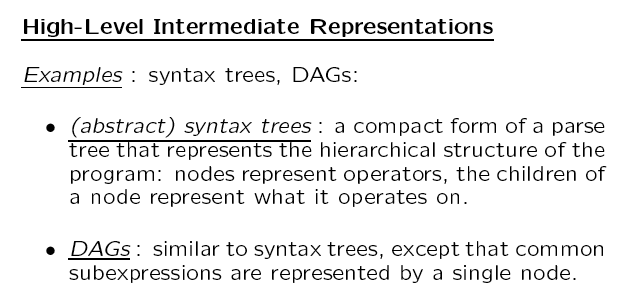 High-Level Intermediate Representations
Examples : syntax trees, DAGs:
• (abstract) syntax trees : a compact form of a parse
tree that represents the hierarchical structure of the
program: nodes represent operators, the children of
a node represent what it operates on.
• DAGs : similar to syntax trees, except that common
subexpressions are represented by a single node.